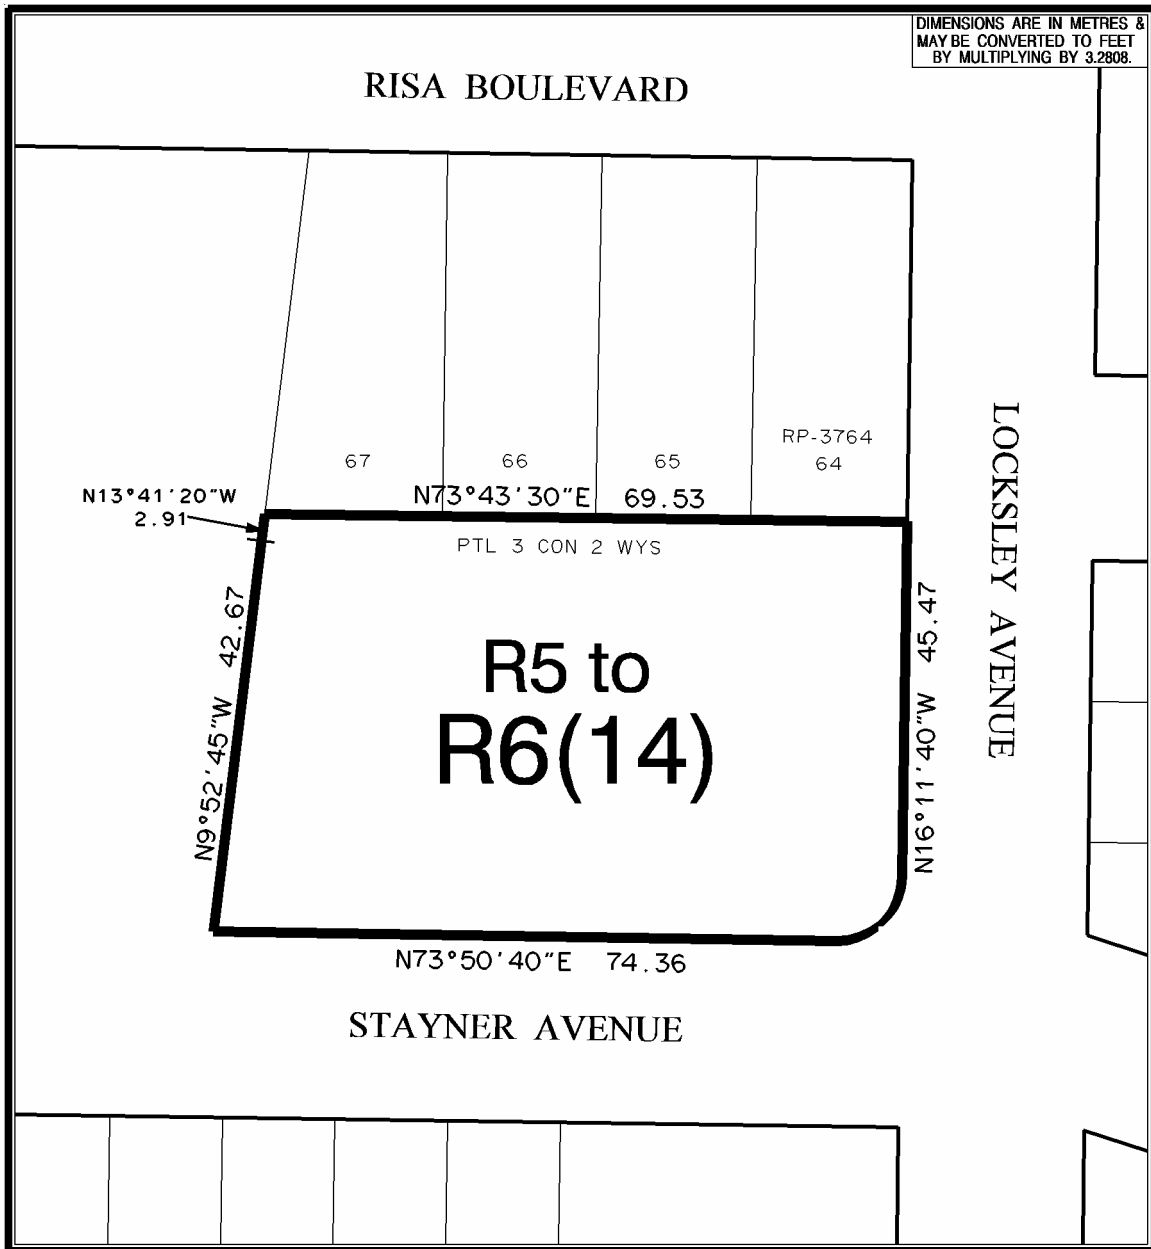 DIMENSIONS ARE IN METRES &
MAY BE CONVERTED TO FEET
BY MULTIPLYING BY 3.2808.
RISA BOULEVARD
RP-3764
67
66
65
64
N13°41'20"W
2.91
N73°43'30"E 69.53
PTL 3 CON 2 WYS
LOCKSLEY AVENUE
N9°52'45"W 42.67
R5 to
R6(14)
N16°11'40"W 45.47
N73°50'40"E 74.36
STAYNER AVENUE